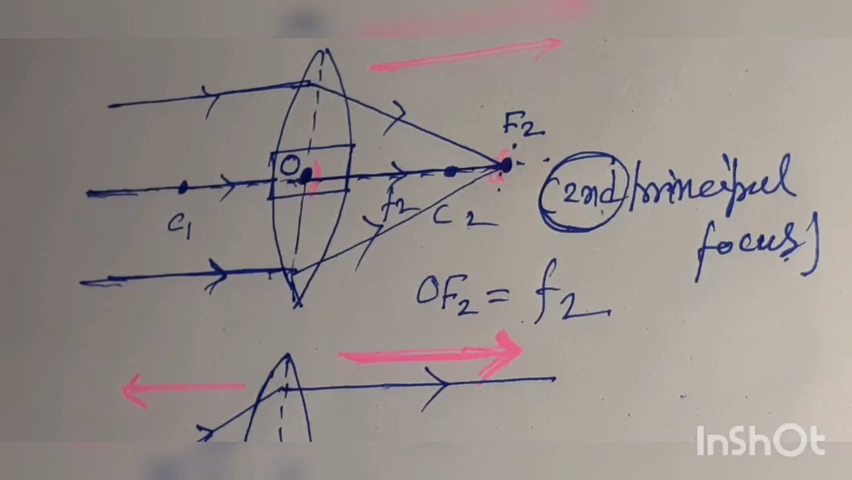 F2
O
(2nd principal
f2
C1
C2
focus)
OF2 = f2
InShOt